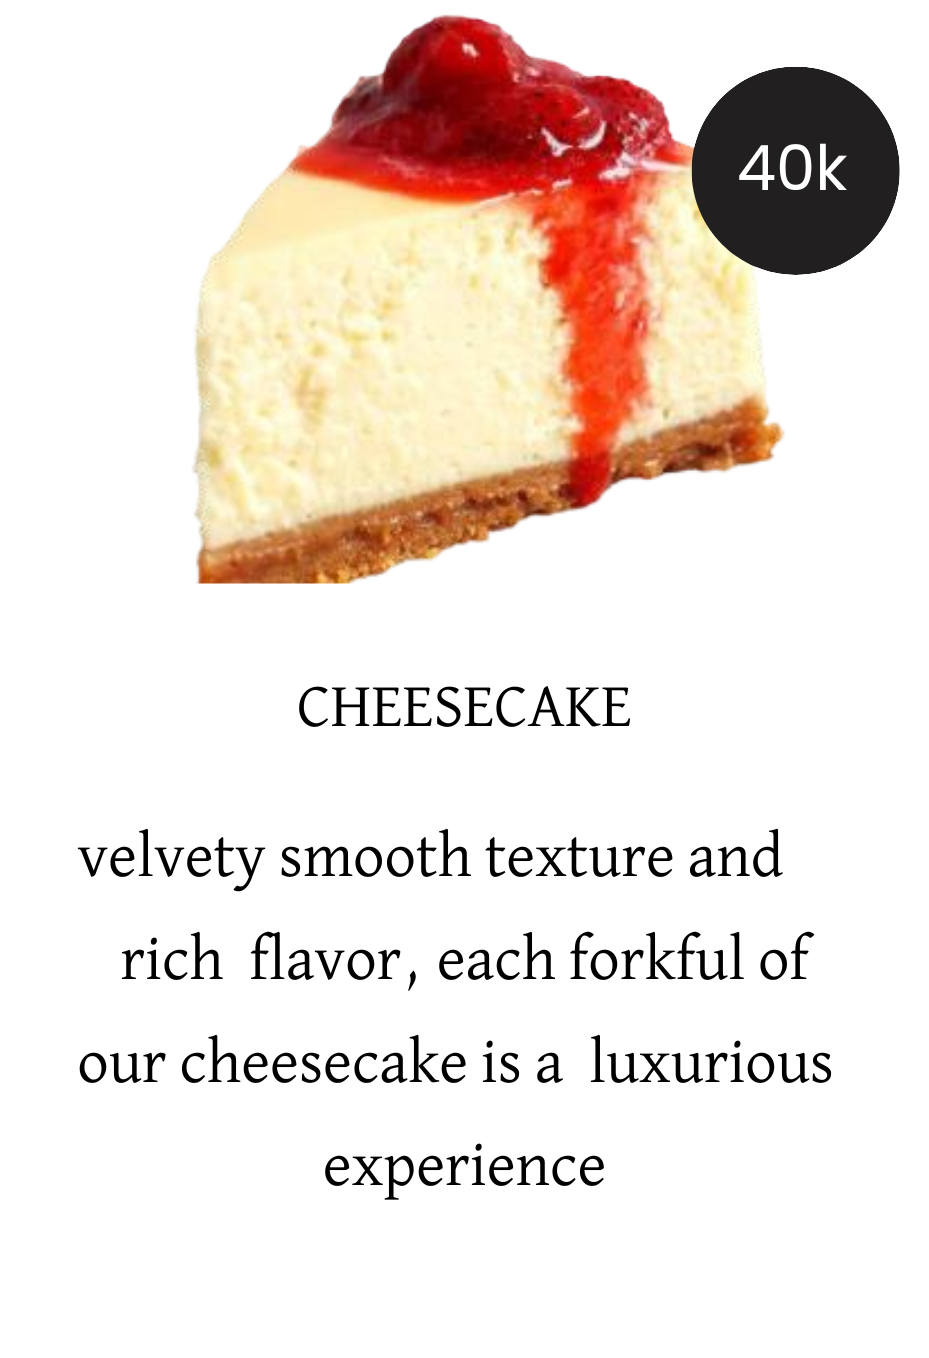 40k
CHEESECAKE
velvety smooth texture and
rich flavor, each forkful of
our cheesecake is a luxurious
experience